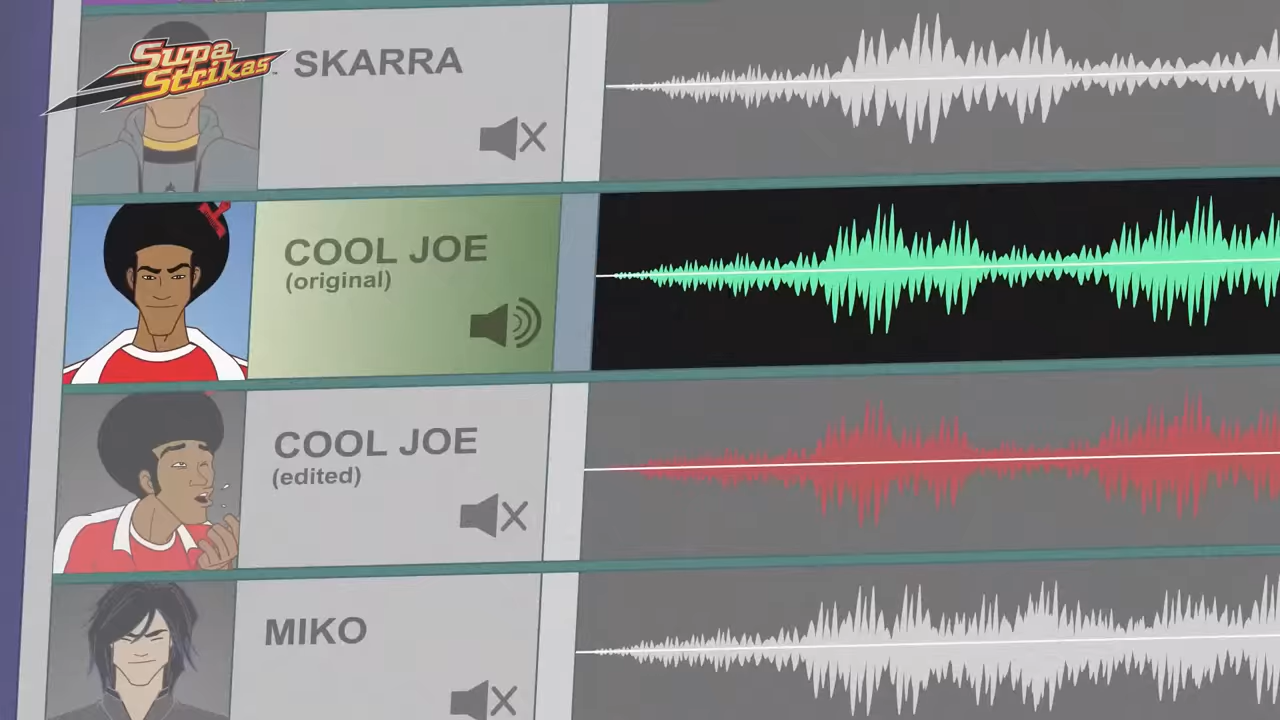 Supa
Strikas
SKARRA
COOL JOE
(original)
COOL JOE
(edited)
MIKO